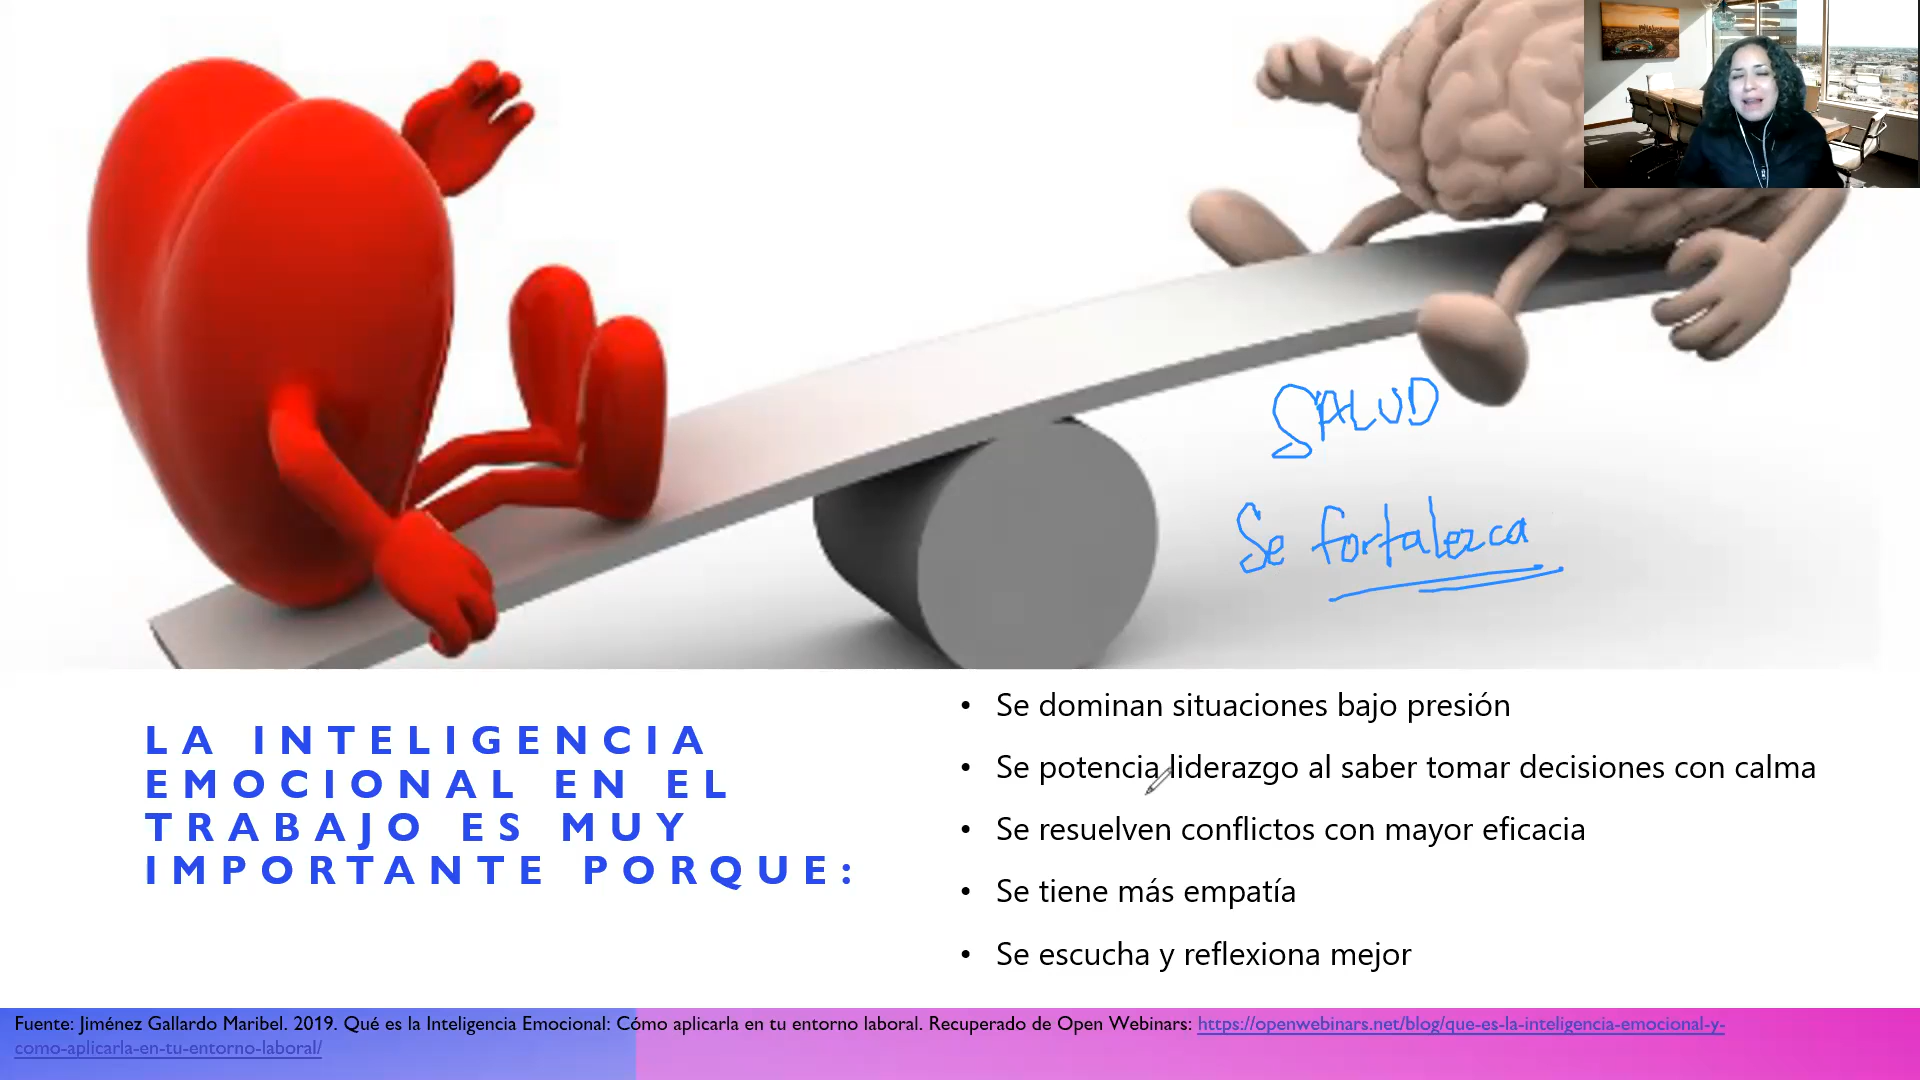 SALUD
Se fortalezca
LA INTELIGENCIA
EMOCIONAL EN EL
TRABAJO ES MUY
IMPORTANTE PORQUE:
• Se dominan situaciones bajo presión
• Se potencia liderazgo al saber tomar decisiones con calma
• Se resuelven conflictos con mayor eficacia
• Se tiene más empatía
• Se escucha y reflexiona mejor
Fuente: Jiménez Gallardo Maribel. 2019. Qué es la Inteligencia Emocional: Cómo aplicarla en tu entorno laboral. Recuperado de Open Webinars: https://openwebinars.net/blog/que-es-la-inteligencia-emocional-y-
como-aplicarla-en-tu-entorno-laboral/